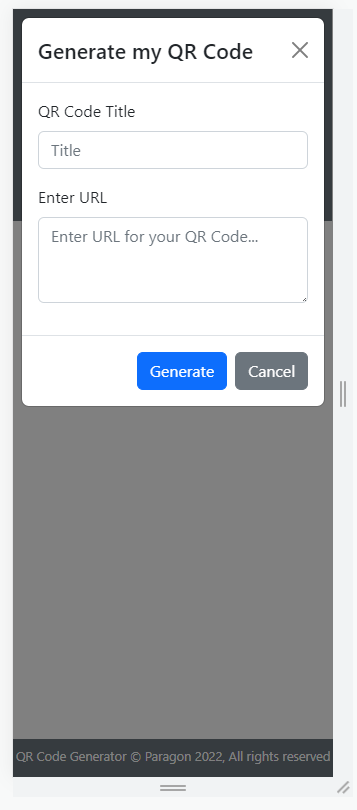 Generate my QR Code
QR Code Title
Title
Enter URL
Enter URL for your QR Code...
Generate
Cancel
QR Code Generator © Paragon 2022, All rights reserved